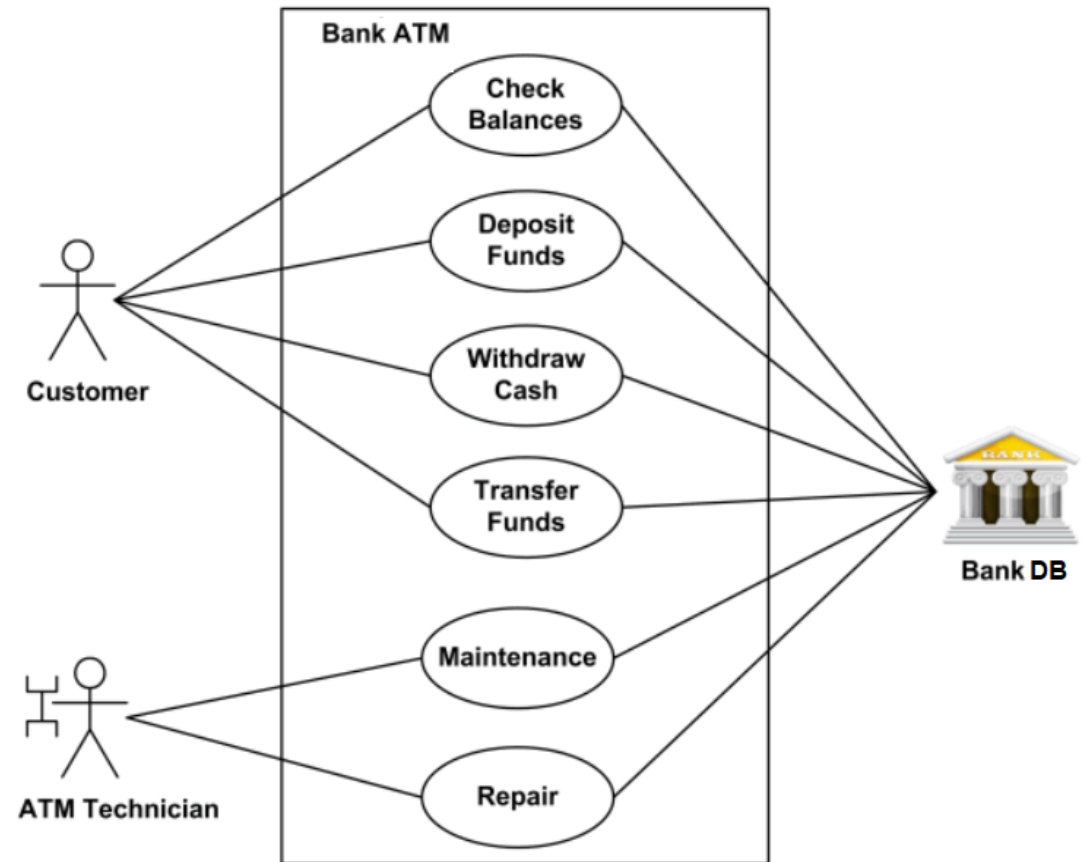 Bank ATM
Check
Balances
Deposit
Funds
Withdraw
Cash
Customer
Transfer
Funds
BANK
Bank DB
Maintenance
ATM Technician
Repair